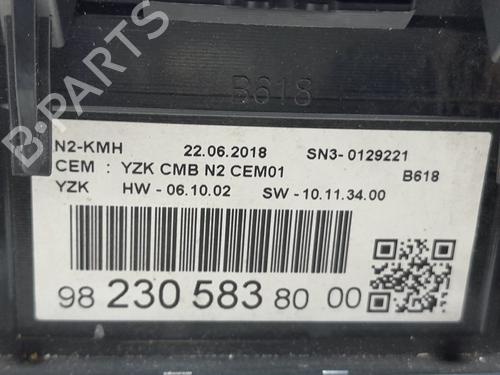 B618
N2-KMH 22.06.2018 SN3- 0129221
CEM : YZK CMB N2 CEM01 B618
YZK HW - 06.10.02 SW - 10.11.34.00
98 230 583 80 00
B-PARTS